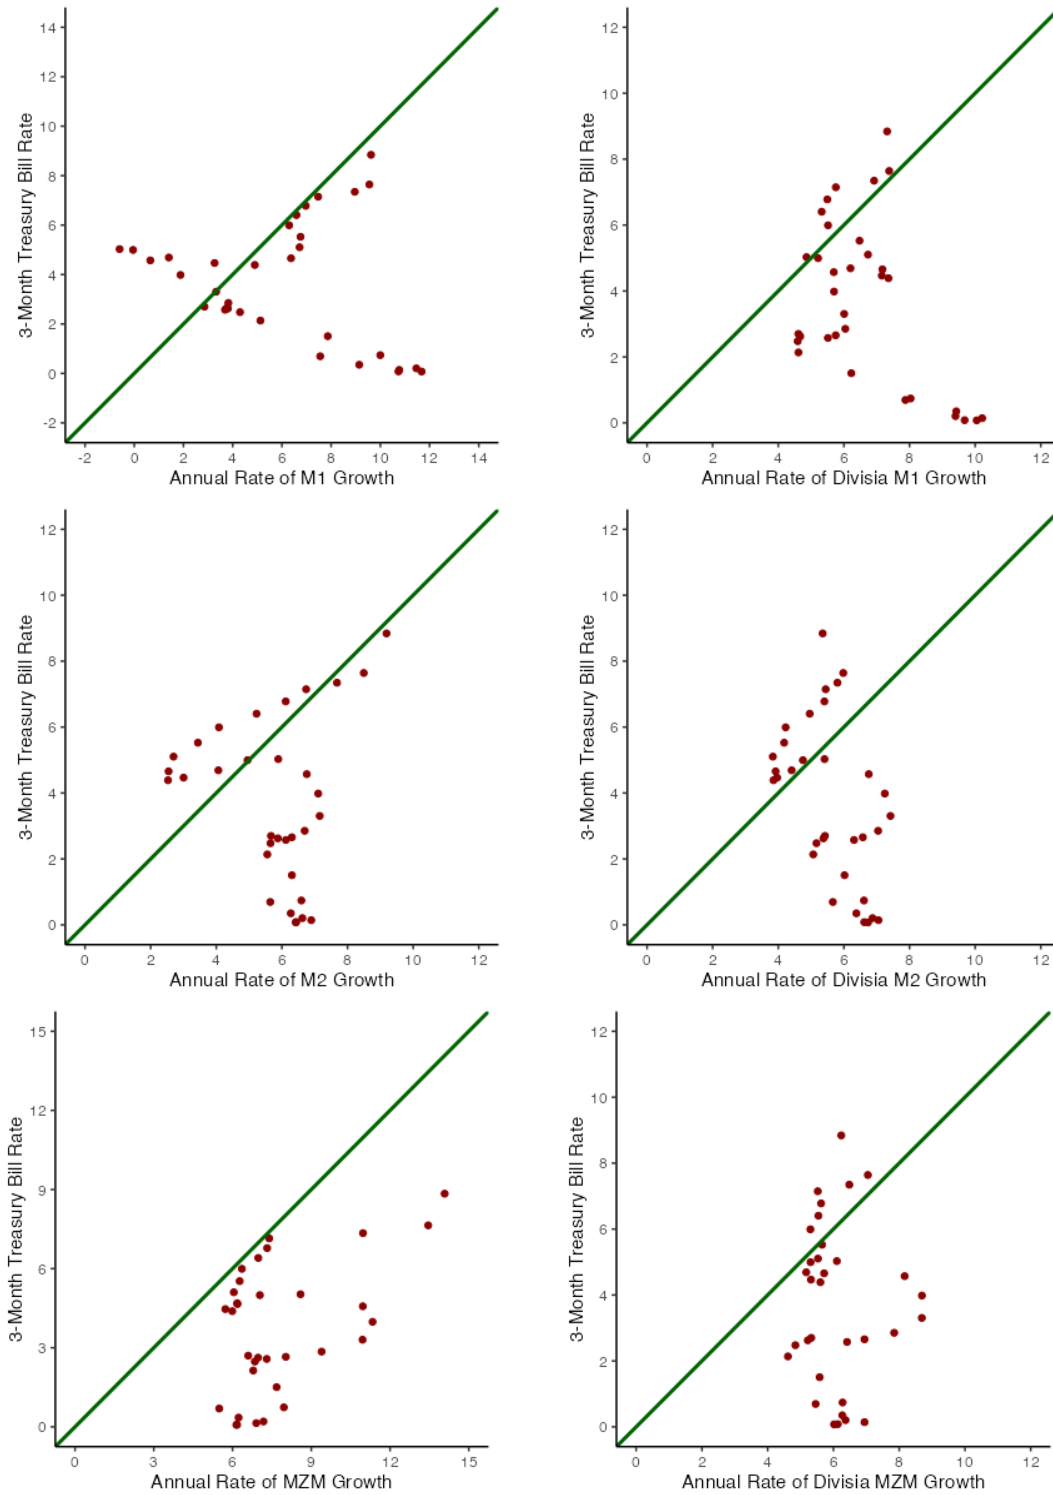 14
12
10
8
6
4
2
0
-2
3-Month Treasury Bill Rate
-2 0 2 4 6 8 10 12 14
Annual Rate of M1 Growth
12
10
8
6
4
2
0
3-Month Treasury Bill Rate
0 2 4 6 8 10 12
Annual Rate of Divisia M1 Growth
12
10
8
6
4
2
0
3-Month Treasury Bill Rate
0 2 4 6 8 10 12
Annual Rate of M2 Growth
12
10
8
6
4
2
0
3-Month Treasury Bill Rate
0 2 4 6 8 10 12
Annual Rate of Divisia M2 Growth
15
12
9
6
3
0
3-Month Treasury Bill Rate
0 3 6 9 12 15
Annual Rate of MZM Growth
12
10
8
6
4
2
0
3-Month Treasury Bill Rate
0 2 4 6 8 10 12
Annual Rate of Divisia MZM Growth